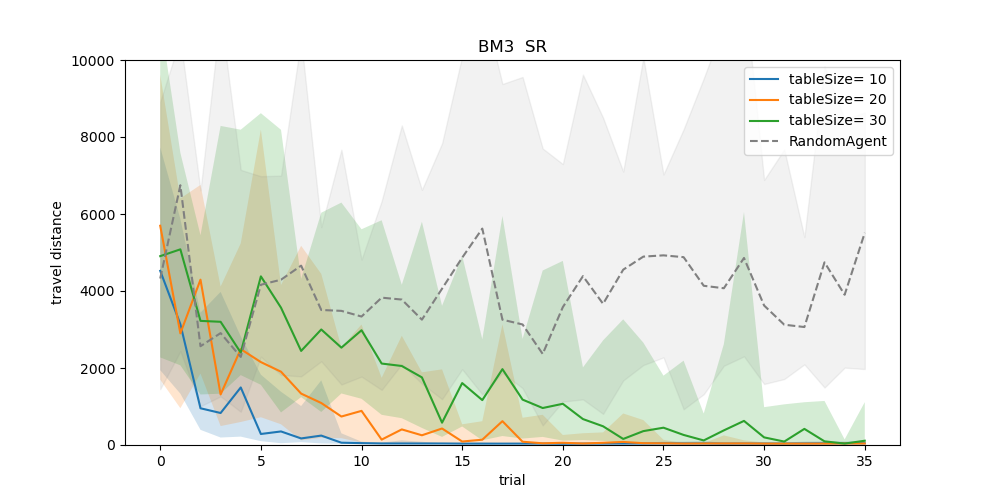 BM3 SR
10000
8000
6000
4000
2000
0
travel distance
0 5 10 15 20 25 30 35
trial
tableSize= 10
tableSize= 20
tableSize= 30
RandomAgent